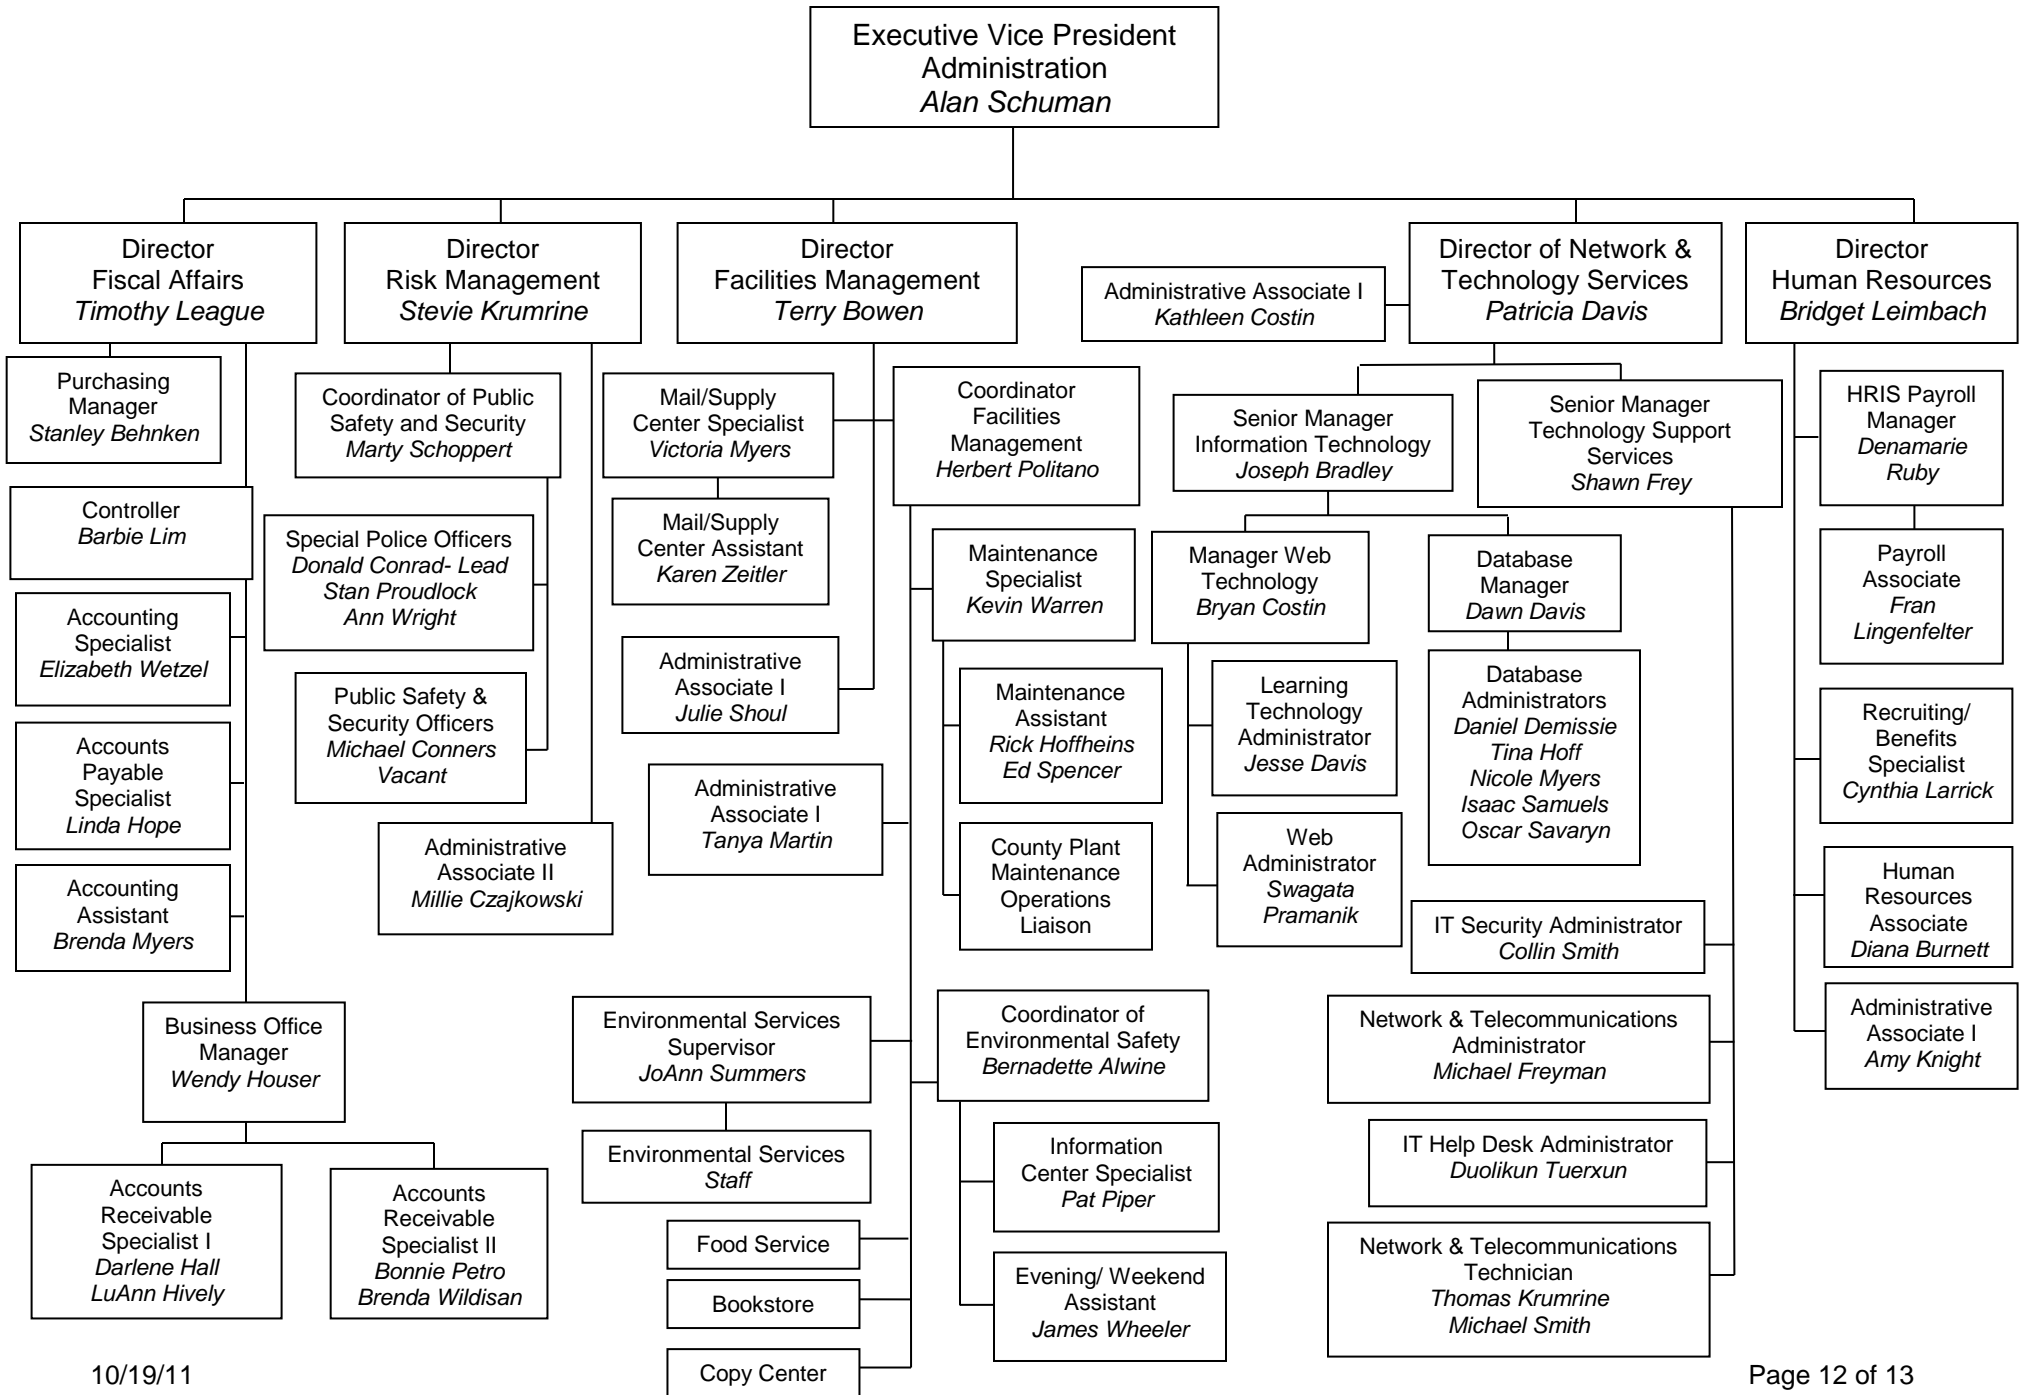 Executive Vice President
Administration
Alan Schuman
Director
Fiscal Affairs
Timothy League
Director
Risk Management
Stevie Krumrine
Director
Facilities Management
Terry Bowen
Administrative Associate I
Kathleen Costin
Director of Network &
Technology Services
Patricia Davis
Director
Human Resources
Bridget Leimbach
Purchasing
Manager
Stanley Behnken
Controller
Barbie Lim
Accounting
Specialist
Elizabeth Wetzel
Accounts
Payable
Specialist
Linda Hope
Accounting
Assistant
Brenda Myers
Business Office
Manager
Wendy Houser
Accounts
Receivable
Specialist I
Darlene Hall
LuAnn Hively
Accounts
Receivable
Specialist II
Bonnie Petro
Brenda Wildisan
Coordinator of Public
Safety and Security
Marty Schoppert
Special Police Officers
Donald Conrad- Lead
Stan Proudlock
Ann Wright
Public Safety &
Security Officers
Michael Conners
Vacant
Administrative
Associate II
Millie Czajkowski
Mail/Supply
Center Specialist
Victoria Myers
Mail/Supply
Center Assistant
Karen Zeitler
Administrative
Associate I
Julie Shoul
Coordinator
Facilities
Management
Herbert Politano
Maintenance
Specialist
Kevin Warren
Maintenance
Assistant
Rick Hoffheins
Ed Spencer
County Plant
Maintenance
Operations
Liaison
Administrative
Associate I
Tanya Martin
Environmental Services
Supervisor
JoAnn Summers
Environmental Services
Staff
Food Service
Bookstore
Copy Center
Coordinator of
Environmental Safety
Bernadette Alwine
Information
Center Specialist
Pat Piper
Evening/ Weekend
Assistant
James Wheeler
Senior Manager
Information Technology
Joseph Bradley
Manager Web
Technology
Bryan Costin
Learning
Technology
Administrator
Jesse Davis
Web
Administrator
Swagata
Pramanik
Database
Manager
Dawn Davis
Database
Administrators
Daniel Demissie
Tina Hoff
Nicole Myers
Isaac Samuels
Oscar Savaryn
Senior Manager
Technology Support
Services
Shawn Frey
IT Security Administrator
Collin Smith
Network & Telecommunications
Administrator
Michael Freyman
IT Help Desk Administrator
Duolikun Tuerxun
Network & Telecommunications
Technician
Thomas Krumrine
Michael Smith
HRIS Payroll
Manager
Denamarie
Ruby
Payroll
Associate
Fran
Lingenfelter
Recruiting/
Benefits
Specialist
Cynthia Larrick
Human
Resources
Associate
Diana Burnett
Administrative
Associate I
Amy Knight
10/19/11
Page 12 of 13